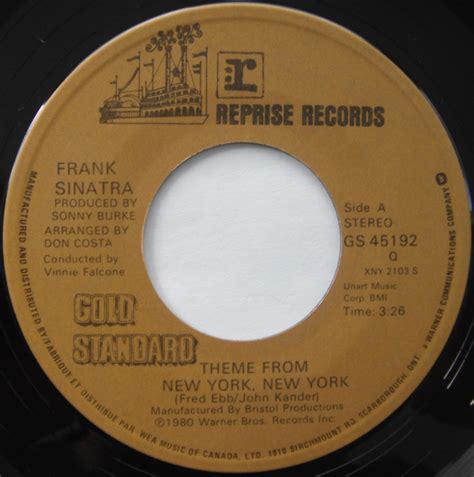 r
REPRISE RECORDS
FRANK
SINATRA
PRODUCED BY
SONNY BURKE
ARRANGED BY
DON COSTA
Conducted by
Vinnie Falcone
Side A
STEREO
GS 45192
Q
XNY 2103 S
Unart Music
Corp. BMI
Time: 3:26
GOLD
STANDARD
THEME FROM
NEW YORK, NEW YORK
(Fred Ebb/John Kander)
Manufactured By Bristol Productions
℗1980 Warner Bros. Records Inc.
MANUFACTURED AND DISTRIBUTED BY/FABRIQUE ET DISTRIBUE PAR WEA MUSIC OF CANADA, LTD. 1810 BIRCHMOUNT RD. SCARBOROUGH, ONT. A WARNER COMMUNICATIONS COMPANY